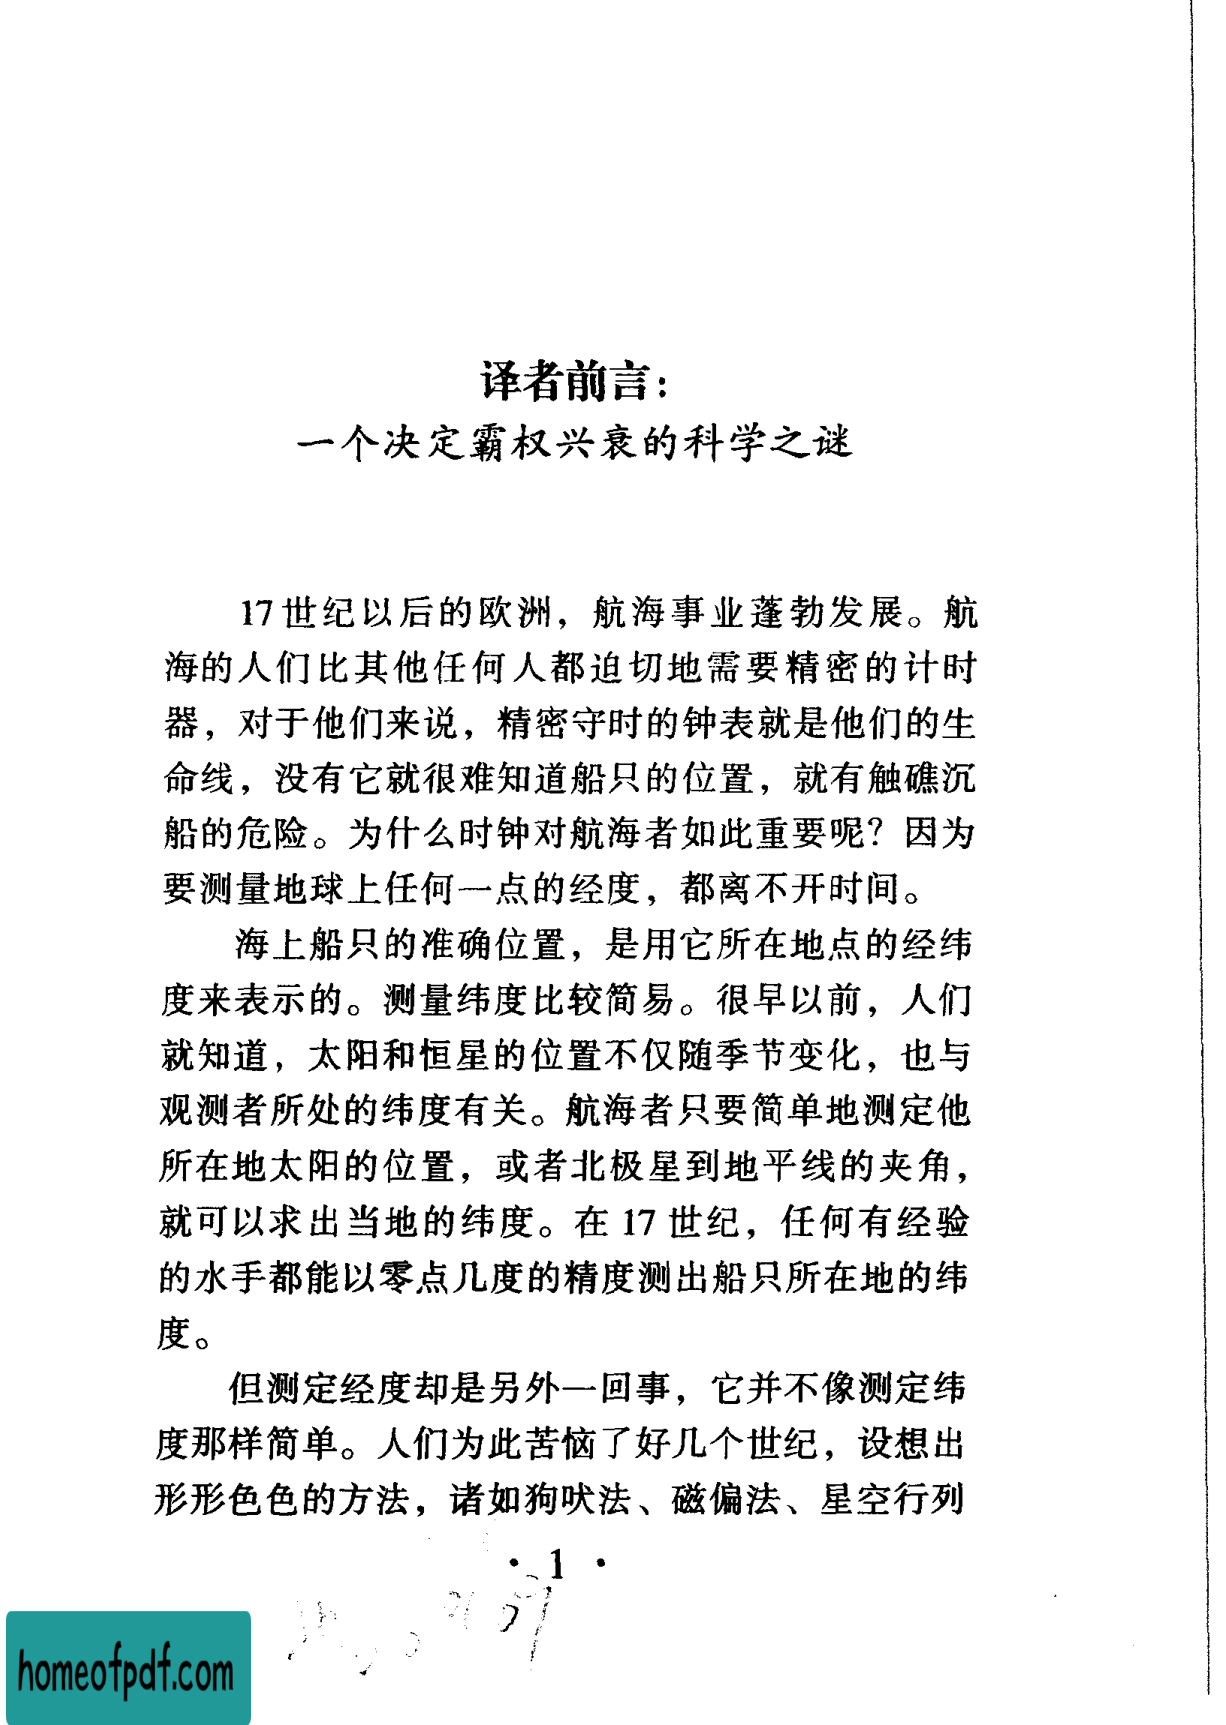 译者前言：
一个决定霸权兴衰的科学之谜
17世纪以后的欧洲，航海事业蓬勃发展。航
海的人们比其他任何人都迫切地需要精密的计时
器，对于他们来说，精密守时的钟表就是他们的生
命线，没有它就很难知道船只的位置，就有触礁沉
船的危险。为什么时钟对航海者如此重要呢？因为
要测量地球上任何一点的经度，都离不开时间。
海上船只的准确位置，是用它所在地点的经纬
度来表示的。测量纬度比较简易。很早以前，人们
就知道，太阳和恒星的位置不仅随季节变化，也与
观测者所处的纬度有关。航海者只要简单地测定他
所在地太阳的位置，或者北极星到地平线的夹角，
就可以求出当地的纬度。在 17 世纪，任何有经验
的水手都能以零点几度的精度测出船只所在地的纬
度。
但测定经度却是另外一回事，它并不像测定纬
度那样简单。人们为此苦恼了好几个世纪，设想出
形形色色的方法，诸如狗吠法、磁偏法、星空行列
· 1 ·
homeofpdf.com